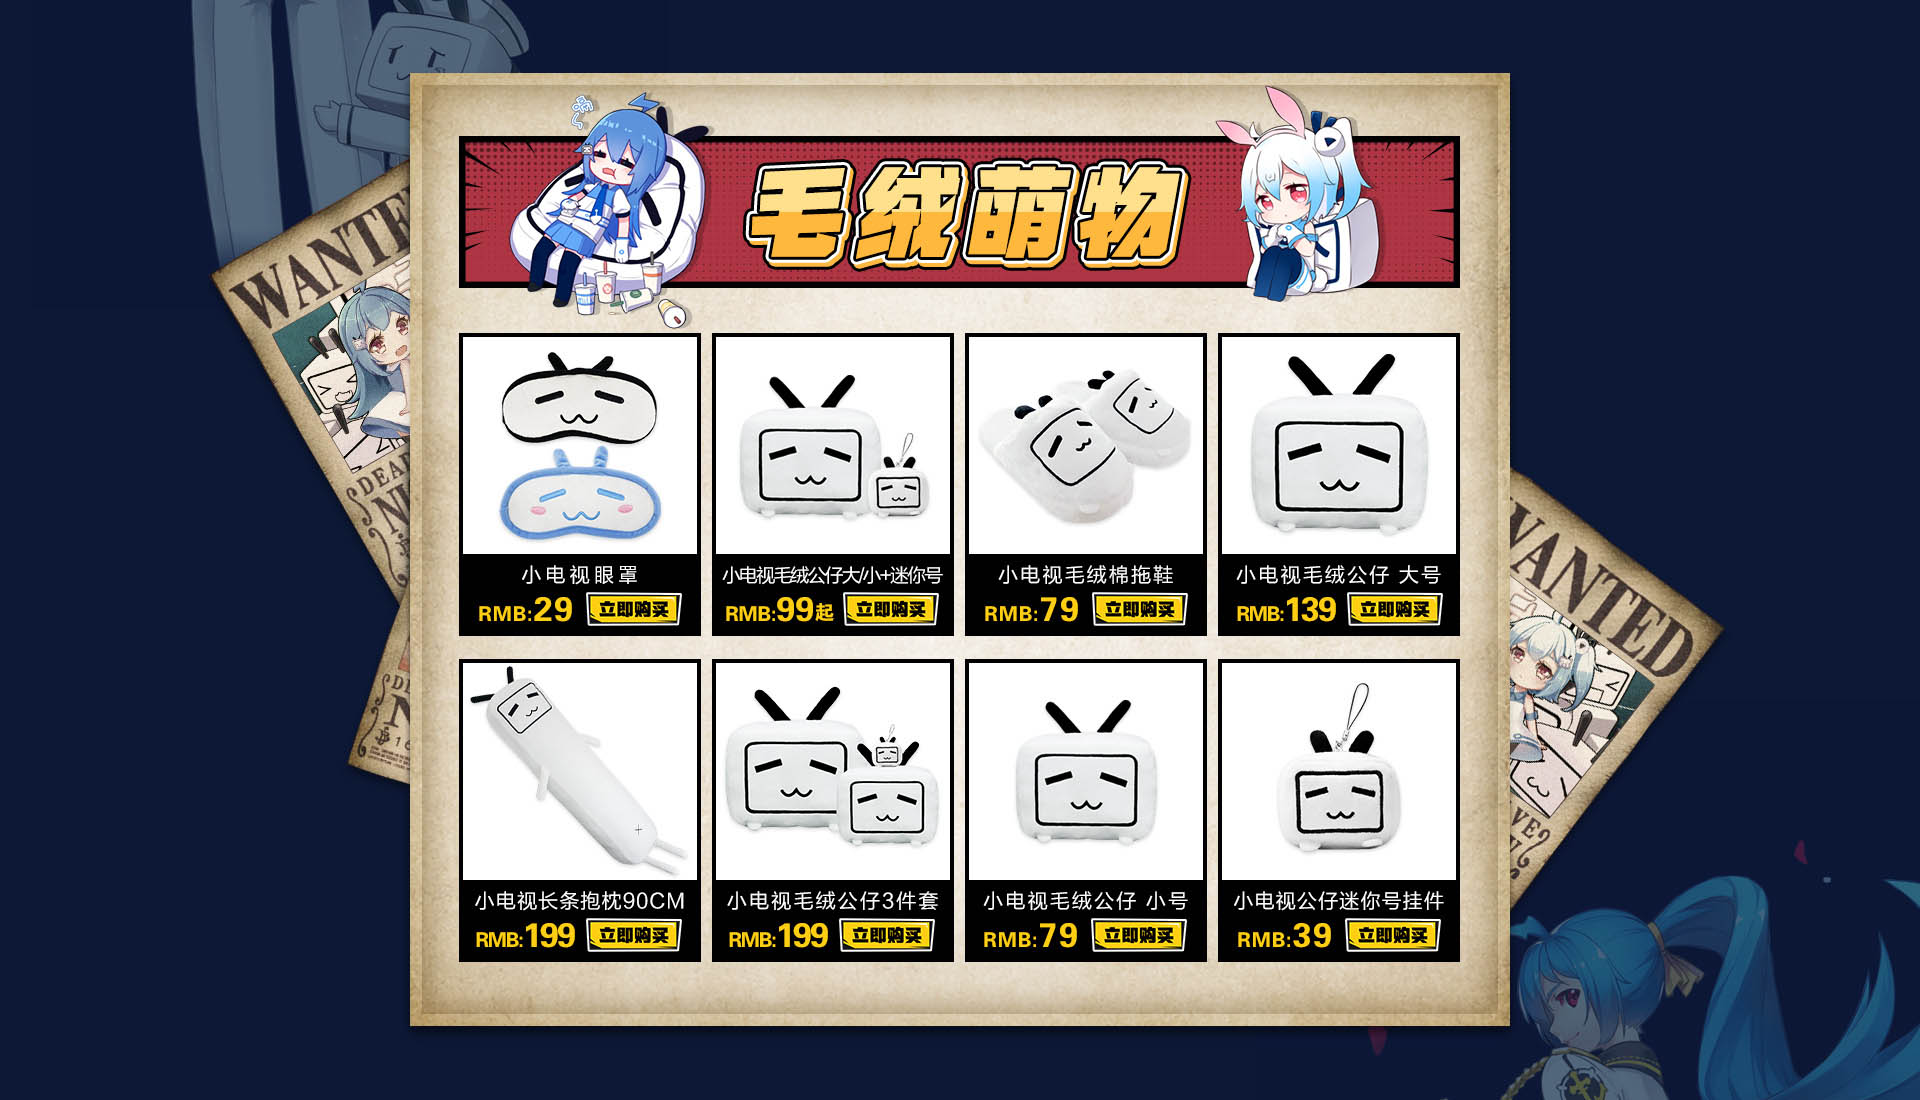 毛绒萌物
WANTED
小电视眼罩
RMB:29 立即购买
小电视毛绒公仔大/小+迷你号
RMB:99起 立即购买
小电视毛绒棉拖鞋
RMB:79 立即购买
小电视毛绒公仔 大号
RMB:139 立即购买
WANTED
小电视长条抱枕90CM
RMB:199 立即购买
小电视毛绒公仔3件套
RMB:199 立即购买
小电视毛绒公仔 小号
RMB:79 立即购买
小电视公仔迷你号挂件
RMB:39 立即购买